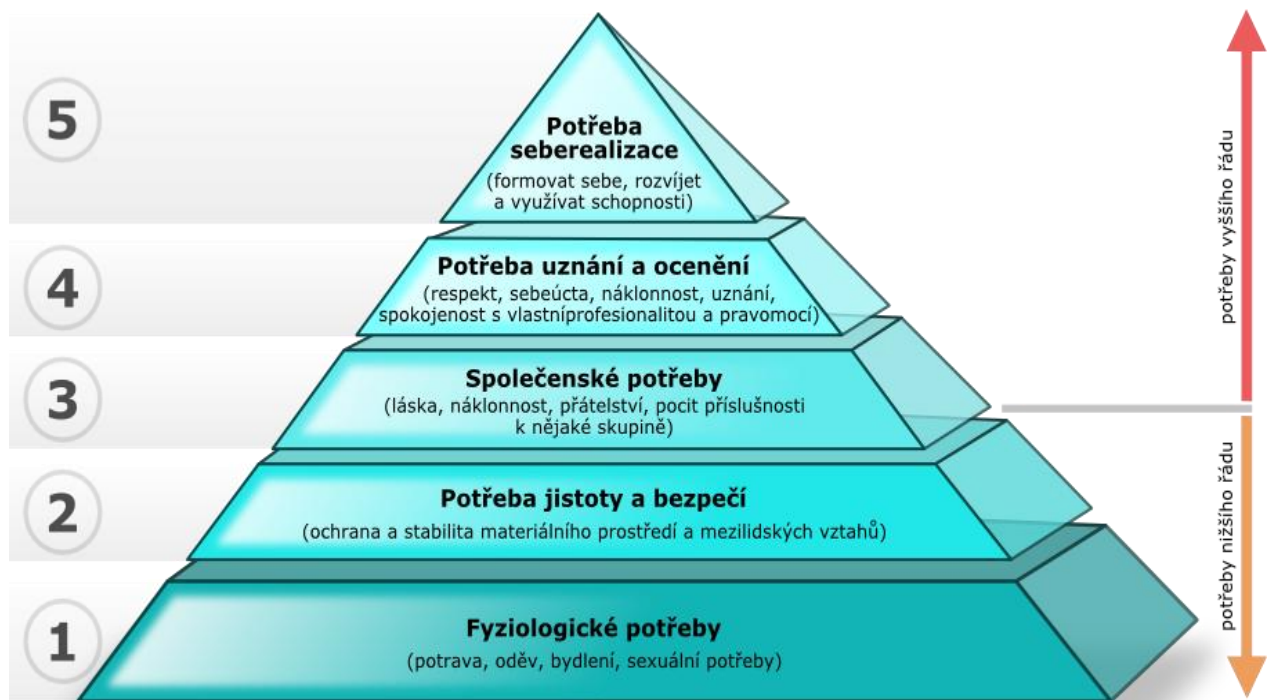 5
Potřeba
seberealizace
(formovat sebe, rozvíjet
a využívat schopnosti)
4
Potřeba uznání a ocenění
(respekt, sebeúcta, náklonnost, uznání,
spokojenost s vlastníprofesionalitou a pravomocí)
3
Společenské potřeby
(láska, náklonnost, přátelství, pocit příslušnosti
k nějaké skupině)
2
Potřeba jistoty a bezpečí
(ochrana a stabilita materiálního prostředí a mezilidských vztahů)
1
Fyziologické potřeby
(potrava, oděv, bydlení, sexuální potřeby)
potřeby vyššího řádu
potřeby nižšího řádu